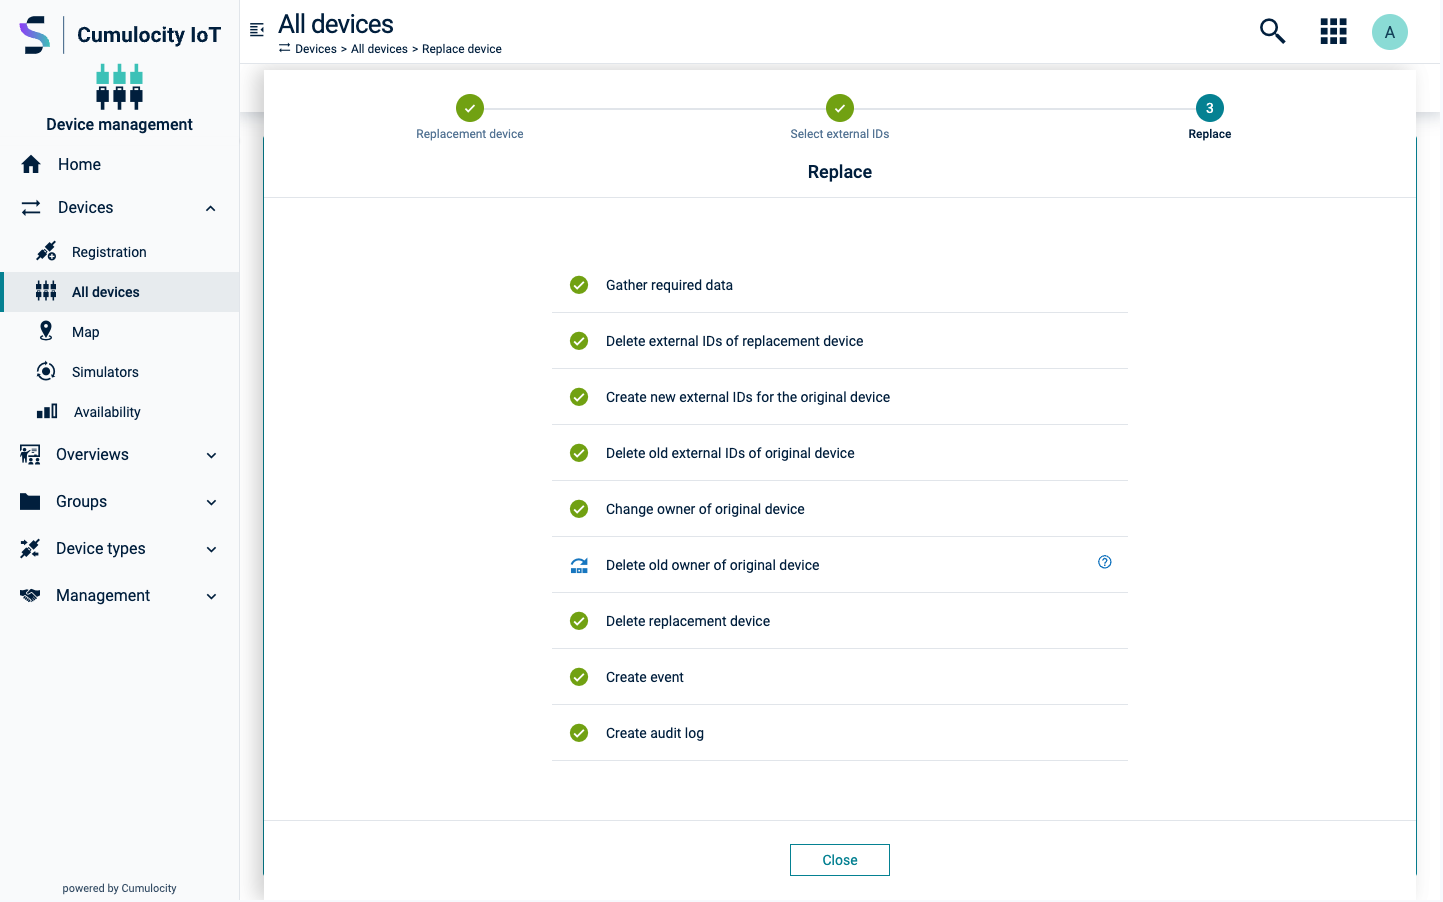 Cumulocity IoT
Device management
Home
Devices
Registration
All devices
Map
Simulators
Availability
Overviews
Groups
Device types
Management
powered by Cumulocity
All devices
Devices > All devices > Replace device
A
3
Replacement device
Select external IDs
Replace
Replace
Gather required data
Delete external IDs of replacement device
Create new external IDs for the original device
Delete old external IDs of original device
Change owner of original device
Delete old owner of original device
Delete replacement device
Create event
Create audit log
Close